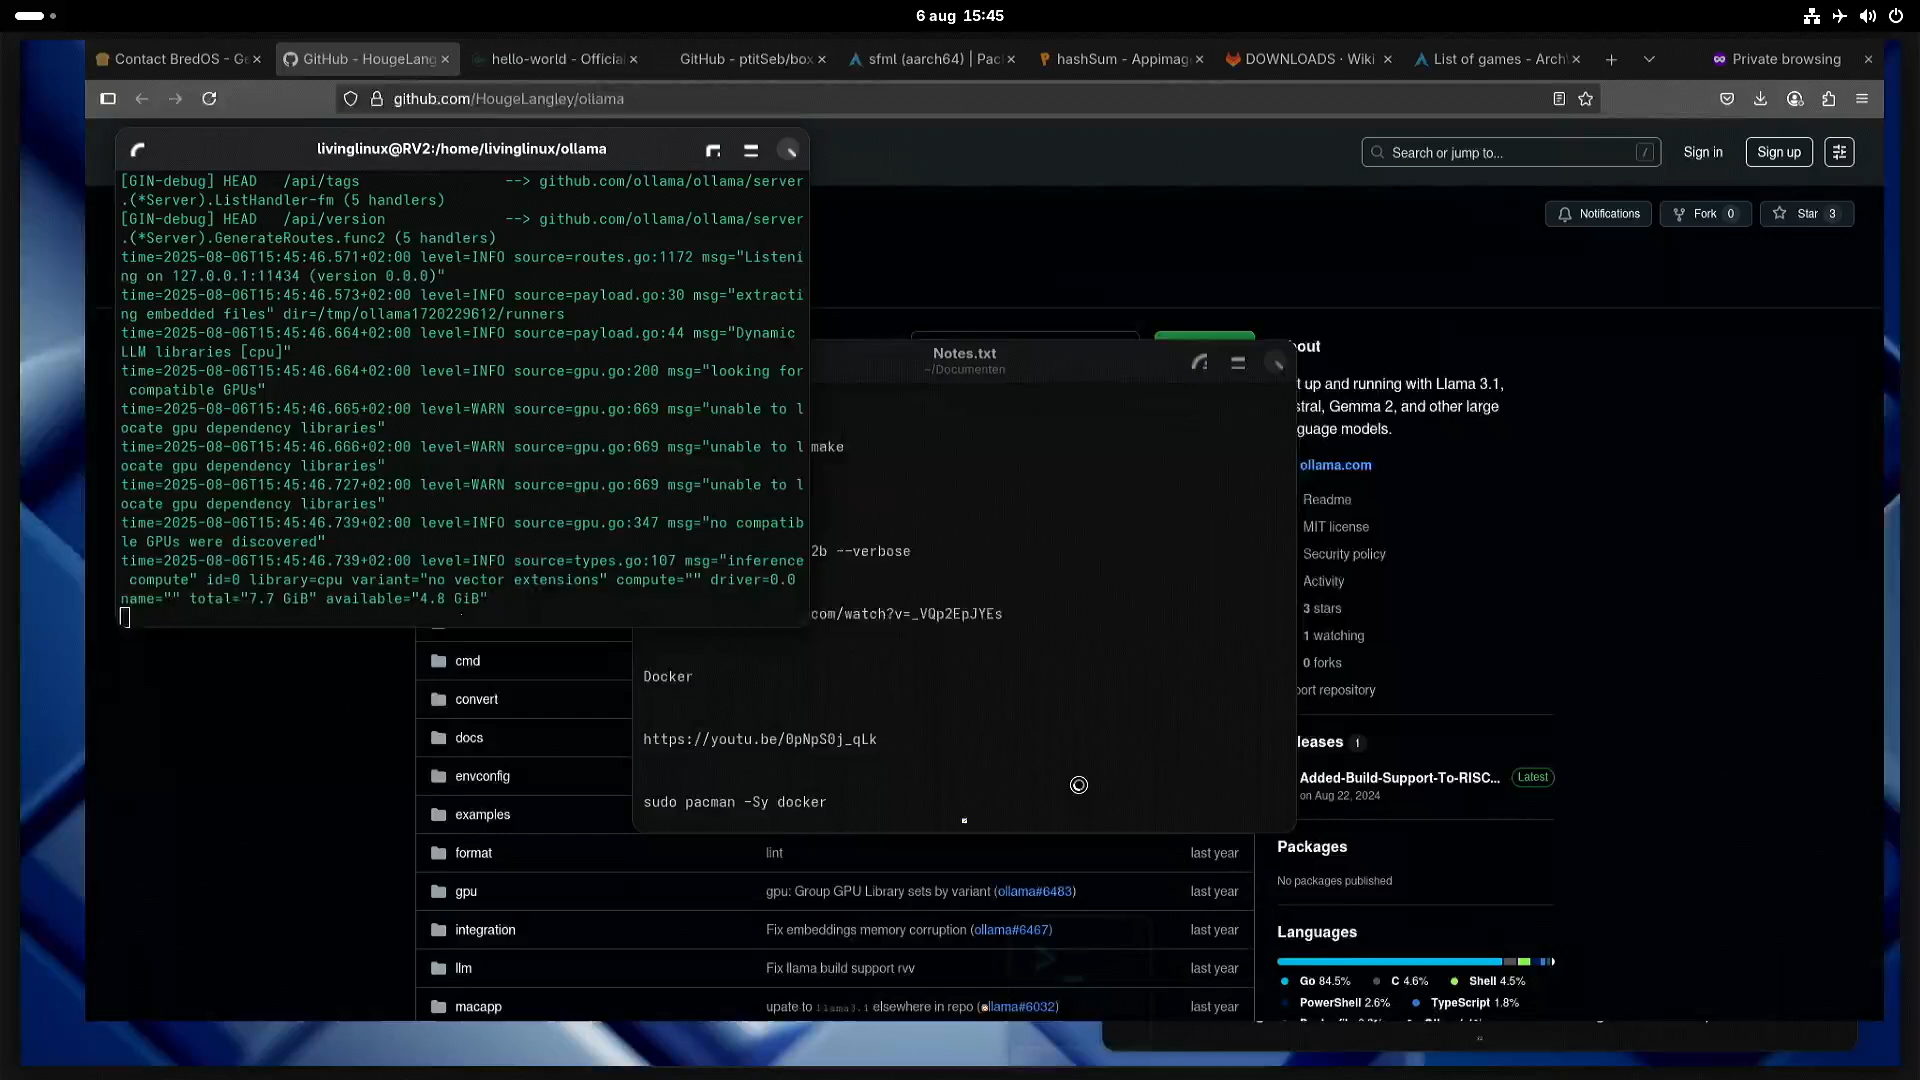 6 aug 15:45
Contact BredOS - Ge
GitHub - HougeLang
hello-world - Official
GitHub - ptitSeb/box
sfml (aarch64) | Pac
hashSum - Appimag
DOWNLOADS · Wiki
List of games - Arch
Private browsing
github.com/HougeLangley/ollama
Search or jump to...
/
Sign in
Sign up
Notifications
Fork 0
Star 3
livinglinux@RV2:/home/livinglinux/ollama
[GIN-debug] HEAD /api/tags --> github.com/ollama/ollama/server
.(*Server).ListHandler-fm (5 handlers)
[GIN-debug] HEAD /api/version --> github.com/ollama/ollama/server
.(*Server).GenerateRoutes.func2 (5 handlers)
time=2025-08-06T15:45:46.571+02:00 level=INFO source=routes.go:1172 msg="Listeni
ng on 127.0.0.1:11434 (version 0.0.0)"
time=2025-08-06T15:45:46.573+02:00 level=INFO source=payload.go:30 msg="extracti
ng embedded files" dir=/tmp/ollama1720229612/runners
time=2025-08-06T15:45:46.664+02:00 level=INFO source=payload.go:44 msg="Dynamic
LLM libraries [cpu]"
time=2025-08-06T15:45:46.664+02:00 level=INFO source=gpu.go:200 msg="looking for
compatible GPUs"
time=2025-08-06T15:45:46.665+02:00 level=WARN source=gpu.go:669 msg="unable to l
ocate gpu dependency libraries"
time=2025-08-06T15:45:46.666+02:00 level=WARN source=gpu.go:669 msg="unable to l
ocate gpu dependency libraries"
time=2025-08-06T15:45:46.727+02:00 level=WARN source=gpu.go:669 msg="unable to l
ocate gpu dependency libraries"
time=2025-08-06T15:45:46.739+02:00 level=INFO source=gpu.go:347 msg="no compatib
le GPUs were discovered"
time=2025-08-06T15:45:46.739+02:00 level=INFO source=types.go:107 msg="inference
compute" id=0 library=cpu variant="no vector extensions" compute="" driver=0.0
name="" total="7.7 GiB" available="4.8 GiB"
Notes.txt
~/Documenten
make
2b --verbose
com/watch?v=_VQp2EpJYEs
Docker
https://youtu.be/0pNpS0j_qLk
sudo pacman -Sy docker
out
t up and running with Llama 3.1,
stral, Gemma 2, and other large
guage models.
ollama.com
Readme
MIT license
Security policy
Activity
3 stars
1 watching
0 forks
ort repository
leases 1
Added-Build-Support-To-RISC... Latest
on Aug 22, 2024
Packages
No packages published
Languages
Go 84.5% C 4.6% Shell 4.5%
PowerShell 2.6% TypeScript 1.8%
cmd
convert
docs
envconfig
examples
format lint last year
gpu gpu: Group GPU Library sets by variant (ollama#6483) last year
integration Fix embeddings memory corruption (ollama#6467) last year
llm Fix llama build support rvv last year
macapp upate to llama3.1 elsewhere in repo (ollama#6032) last year